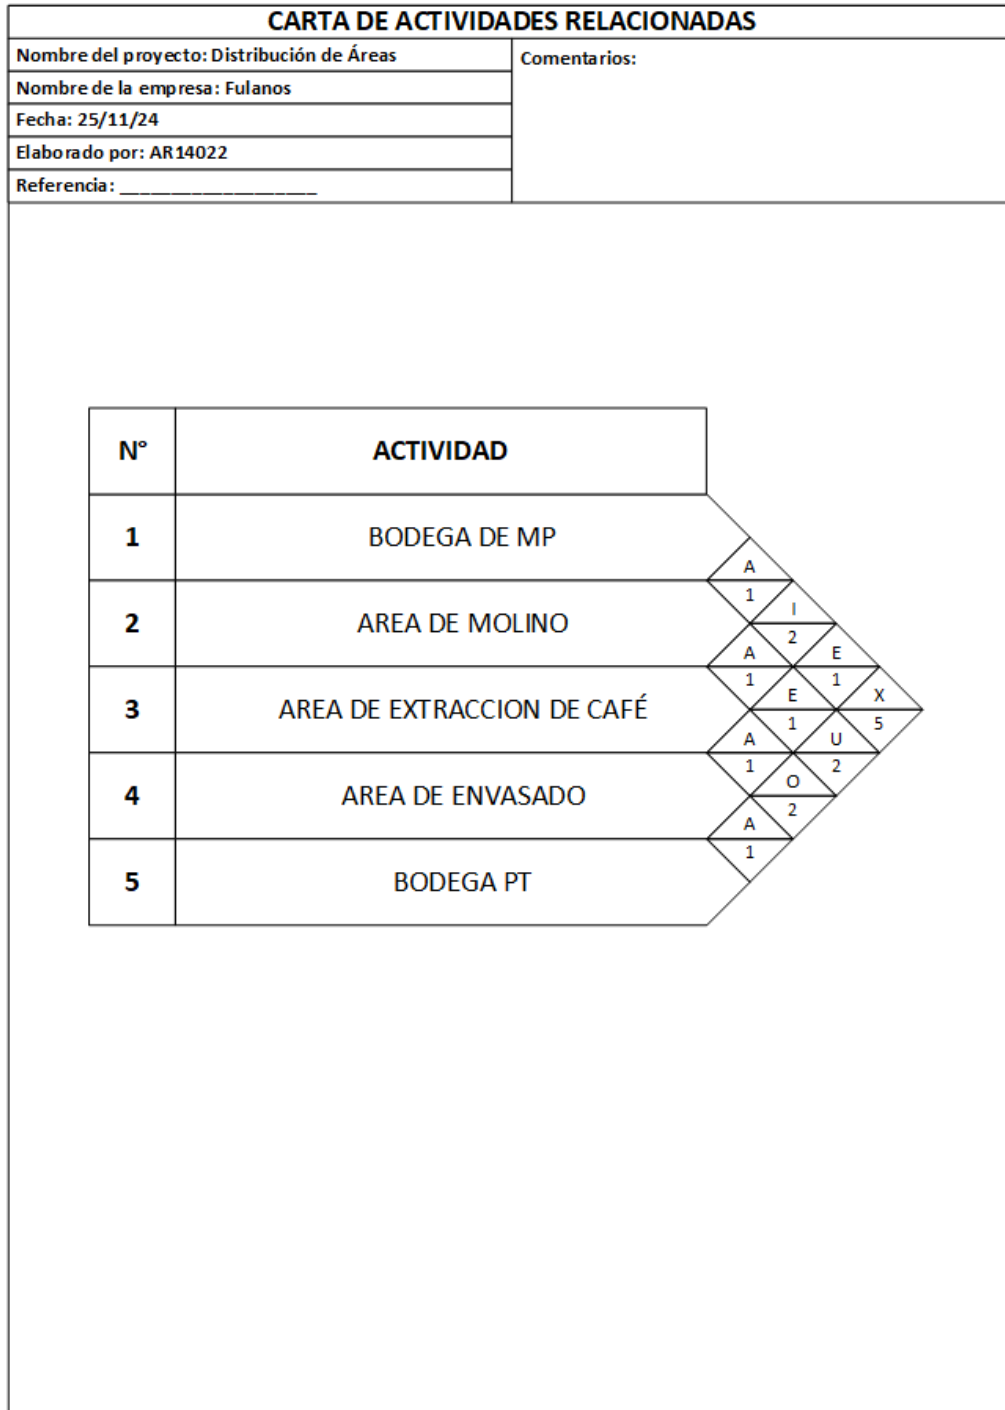 CARTA DE ACTIVIDADES RELACIONADAS
Nombre del proyecto: Distribución de Áreas
Comentarios:
Nombre de la empresa: Fulanos
Fecha: 25/11/24
Elaborado por: AR14022
Referencia: ___________________
N° ACTIVIDAD
1 BODEGA DE MP
A
1
I
2 AREA DE MOLINO
2
A E
1 1
E X
3 AREA DE EXTRACCION DE CAFÉ
1 5
A U
1 2
O
4 AREA DE ENVASADO
2
A
1
5 BODEGA PT